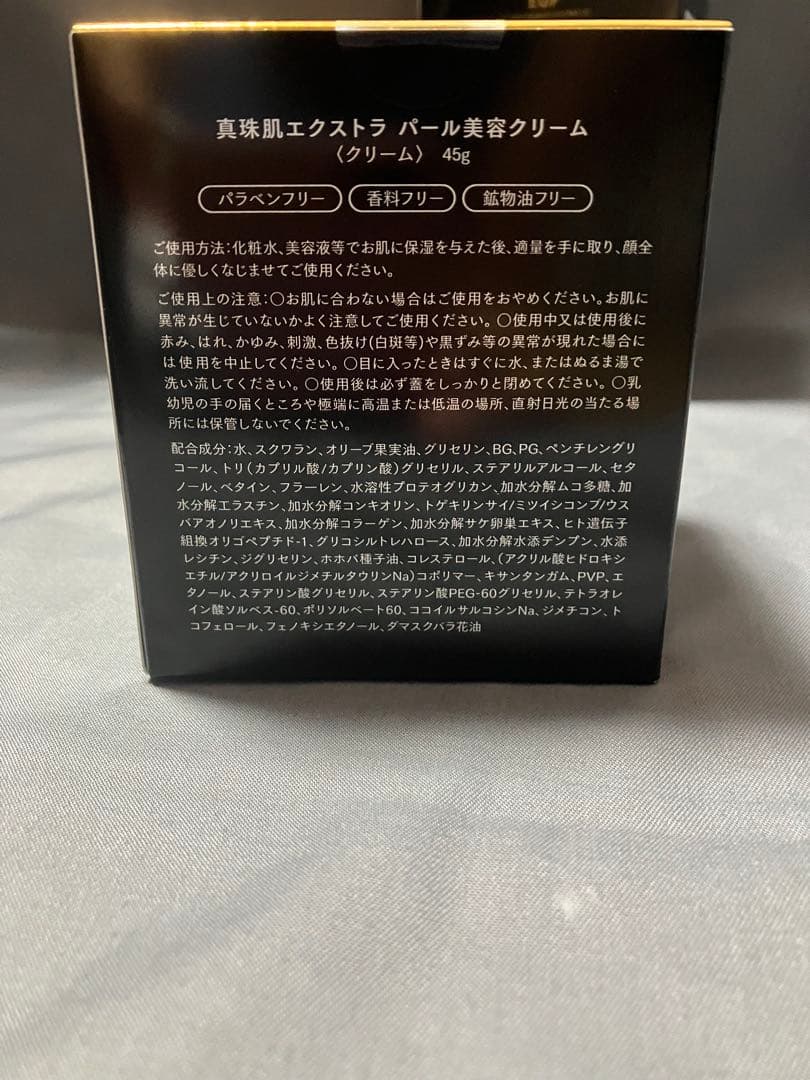 真珠肌エクストラ パール美容クリーム
〈クリーム〉 45g
パラベンフリー 香料フリー 鉱物油フリー
ご使用方法:化粧水、美容液等でお肌に保湿を与えた後、適量を手に取り、顔全
体に優しくなじませてご使用ください。
ご使用上の注意:〇お肌に合わない場合はご使用をおやめください。お肌に
異常が生じていないかよく注意してご使用ください。〇使用中又は使用後に
赤み、はれ、かゆみ、刺激、色抜け(白斑等)や黒ずみ等の異常が現れた場合に
は使用を中止してください。〇目に入ったときはすぐに水、またはぬるま湯で
洗い流してください。〇使用後は必ず蓋をしっかりと閉めてください。〇乳
幼児の手の届くところや極端に高温または低温の場所、直射日光の当たる場
所には保管しないでください。
配合成分:水、スクワラン、オリーブ果実油、グリセリン、BG、PG、ペンチレングリ
コール、トリ(カプリル酸/カプリン酸)グリセリル、ステアリルアルコール、セタ
ノール、ベタイン、フラーレン、水溶性プロテオグリカン、加水分解ムコ多糖、加
水分解エラスチン、加水分解コンキオリン、トゲキリンサイ/ミツイシコンブ/ウス
バアオノリエキス、加水分解コラーゲン、加水分解サケ卵巣エキス、ヒト遺伝子
組換オリゴペプチド-1、グリコシルトレハロース、加水分解水添デンプン、水添
レシチン、ジグリセリン、ホホバ種子油、コレステロール、(アクリル酸ヒドロキシ
エチル/アクリロイルジメチルタウリンNa)コポリマー、キサンタンガム、PVP、エ
タノール、ステアリン酸グリセリル、ステアリン酸PEG-60グリセリル、テトラオレ
イン酸ソルベス-60、ポリソルベート60、ココイルサルコシンNa、ジメチコン、ト
コフェロール、フェノキシエタノール、ダマスクバラ花油